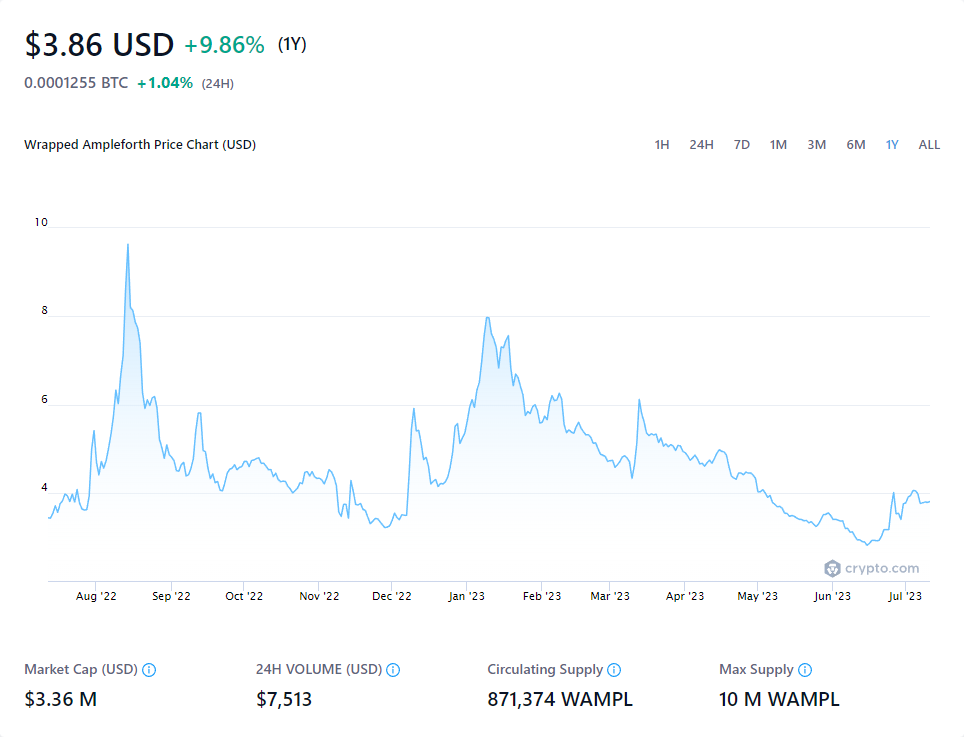 $3.86 USD +9.86% (1Y)
0.0001255 BTC +1.04% (24H)
Wrapped Ampleforth Price Chart (USD) 1H 24H 7D 1M 3M 6M 1Y ALL
10
8
6
4
crypto.com
Aug '22 Sep '22 Oct '22 Nov '22 Dec '22 Jan '23 Feb '23 Mar '23 Apr '23 May '23 Jun '23 Jul '23
Market Cap (USD) 24H VOLUME (USD) Circulating Supply Max Supply
$3.36 M $7,513 871,374 WAMPL 10 M WAMPL